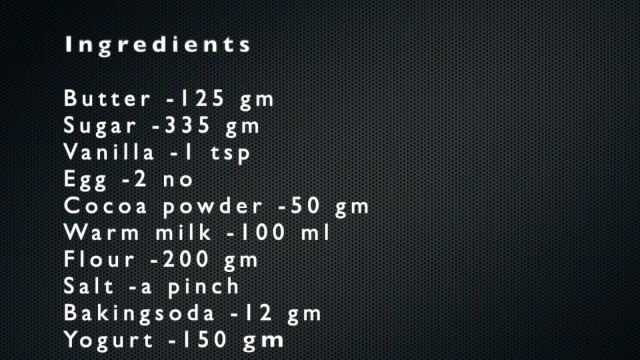 Ingredients
Butter -125 gm
Sugar -335 gm
Vanilla -1 tsp
Egg -2 no
Cocoa powder -50 gm
Warm milk -100 ml
Flour -200 gm
Salt -a pinch
Bakingsoda -12 gm
Yogurt -150 gm